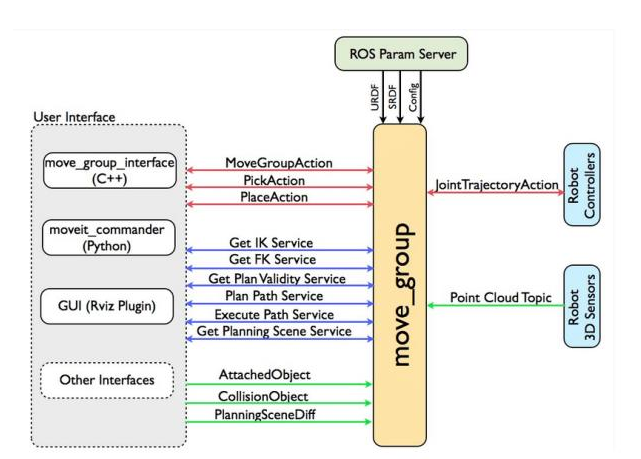 ROS Param Server
URDF
SRDF
Config
User Interface
move_group_interface
(C++)
moveit_commander
(Python)
GUI (Rviz Plugin)
Other Interfaces
MoveGroupAction
PickAction
PlaceAction
Get IK Service
Get FK Service
Get Plan Validity Service
Plan Path Service
Execute Path Service
Get Planning Scene Service
AttachedObject
CollisionObject
PlanningSceneDiff
move_group
JointTrajectoryAction
Point Cloud Topic
Robot
Controllers
Robot
3D Sensors